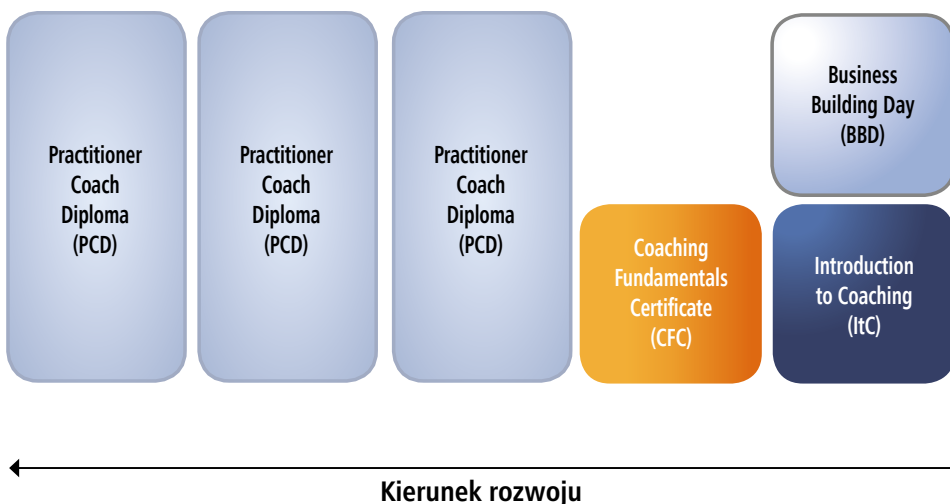 Practitioner
Coach
Diploma
(PCD)
Practitioner
Coach
Diploma
(PCD)
Practitioner
Coach
Diploma
(PCD)
Coaching
Fundamentals
Certificate
(CFC)
Business
Building Day
(BBD)
Introduction
to Coaching
(ItC)
Kierunek rozwoju